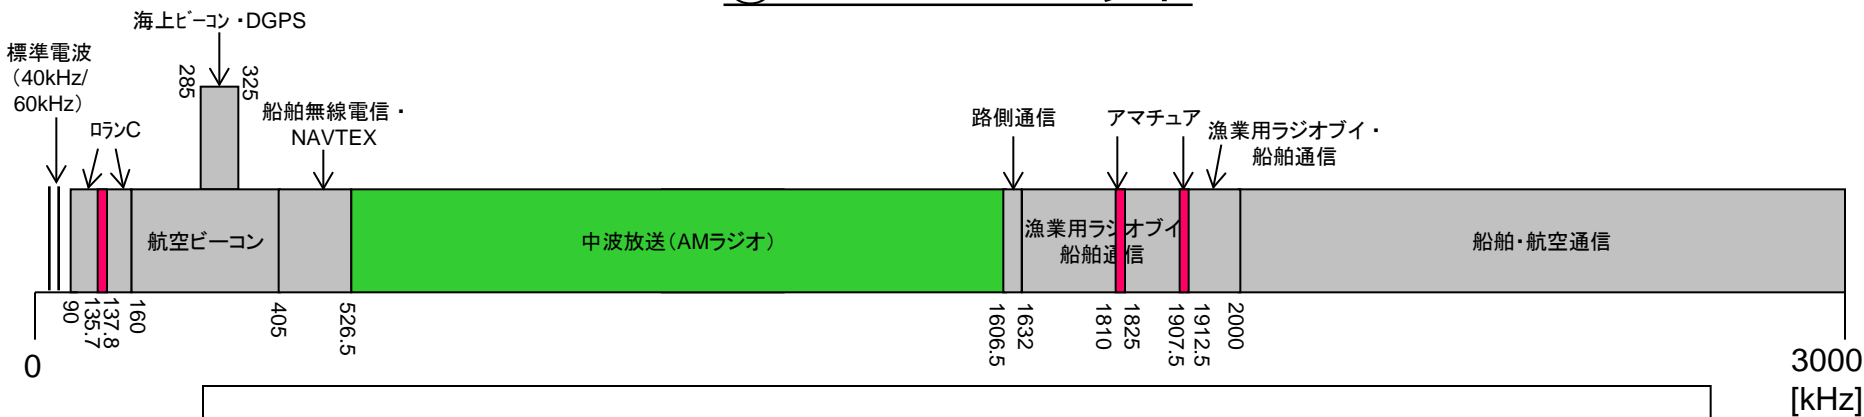 海上ビーコン・DGPS
標準電波
（40kHz/
60kHz）
285
325
ロランC
船舶無線電信・
NAVTEX
路側通信
アマチュア
漁業用ラジオブイ・
船舶通信
航空ビーコン
中波放送（AMラジオ）
漁業用ラジオブイ
船舶通信
船舶・航空通信
90
135.7
137.8
160
405
526.5
1606.5
1632
1810
1825
1907.5
1912.5
2000
0
3000
[kHz]